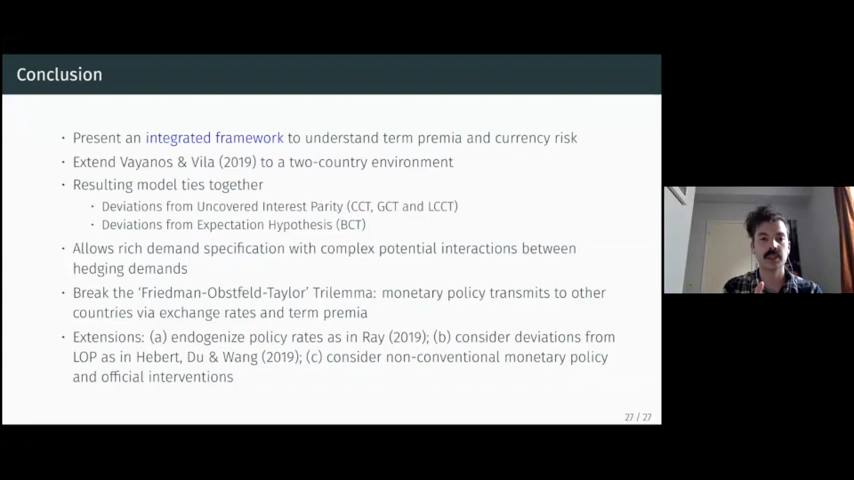 Conclusion
· Present an integrated framework to understand term premia and currency risk
· Extend Vayanos & Vila (2019) to a two-country environment
· Resulting model ties together
· Deviations from Uncovered Interest Parity (CCT, GCT and LCCT)
· Deviations from Expectation Hypothesis (BCT)
· Allows rich demand specification with complex potential interactions between
hedging demands
· Break the ‘Friedman-Obstfeld-Taylor’ Trilemma: monetary policy transmits to other
countries via exchange rates and term premia
· Extensions: (a) endogenize policy rates as in Ray (2019); (b) consider deviations from
LOP as in Hebert, Du & Wang (2019); (c) consider non-conventional monetary policy
and official interventions
27 / 27